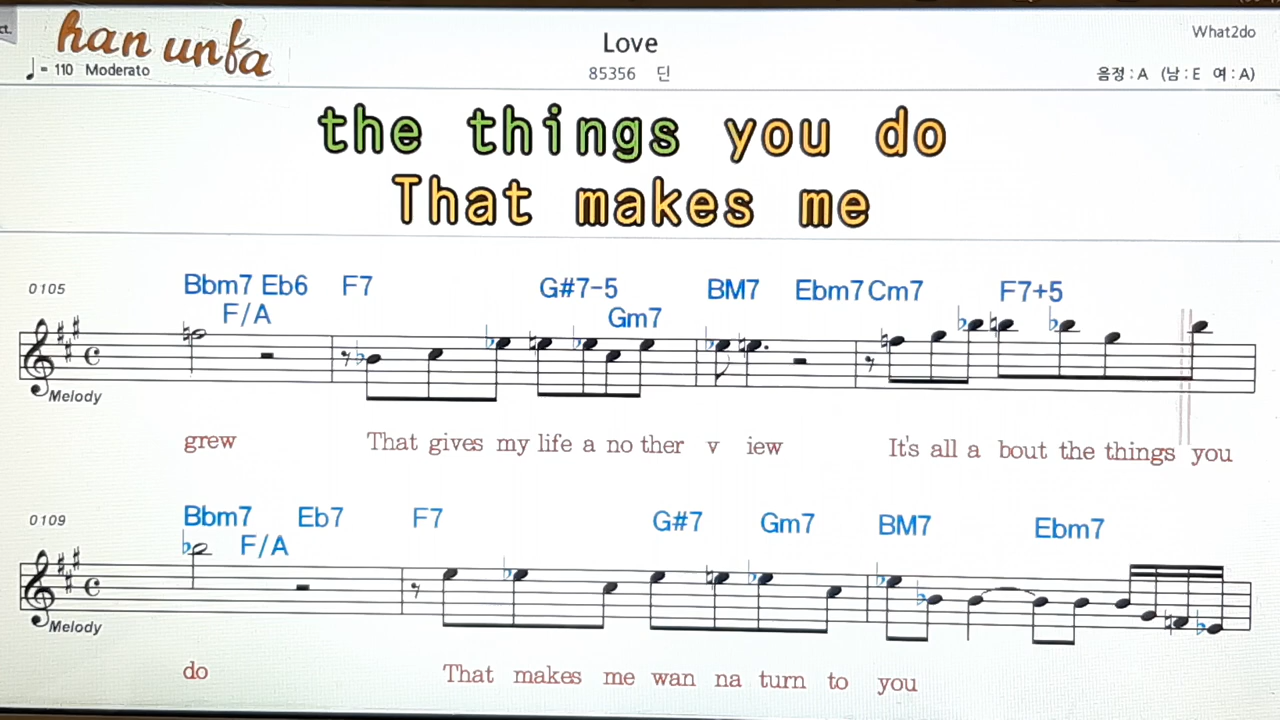 ct.
han unfa
Love
What2do
♩= 110 Moderato
85356 딘
음정 : A (남 : E 여 : A)
the things you do
That makes me
0105
Bbm7 Eb6 F7 G#7-5 BM7 Ebm7 Cm7 F7+5
F/A Gm7
Melody
grew That gives my life a no ther v iew It's all a bout the things you
0109
Bbm7 Eb7 F7 G#7 Gm7 BM7 Ebm7
F/A
Melody
do That makes me wan na turn to you